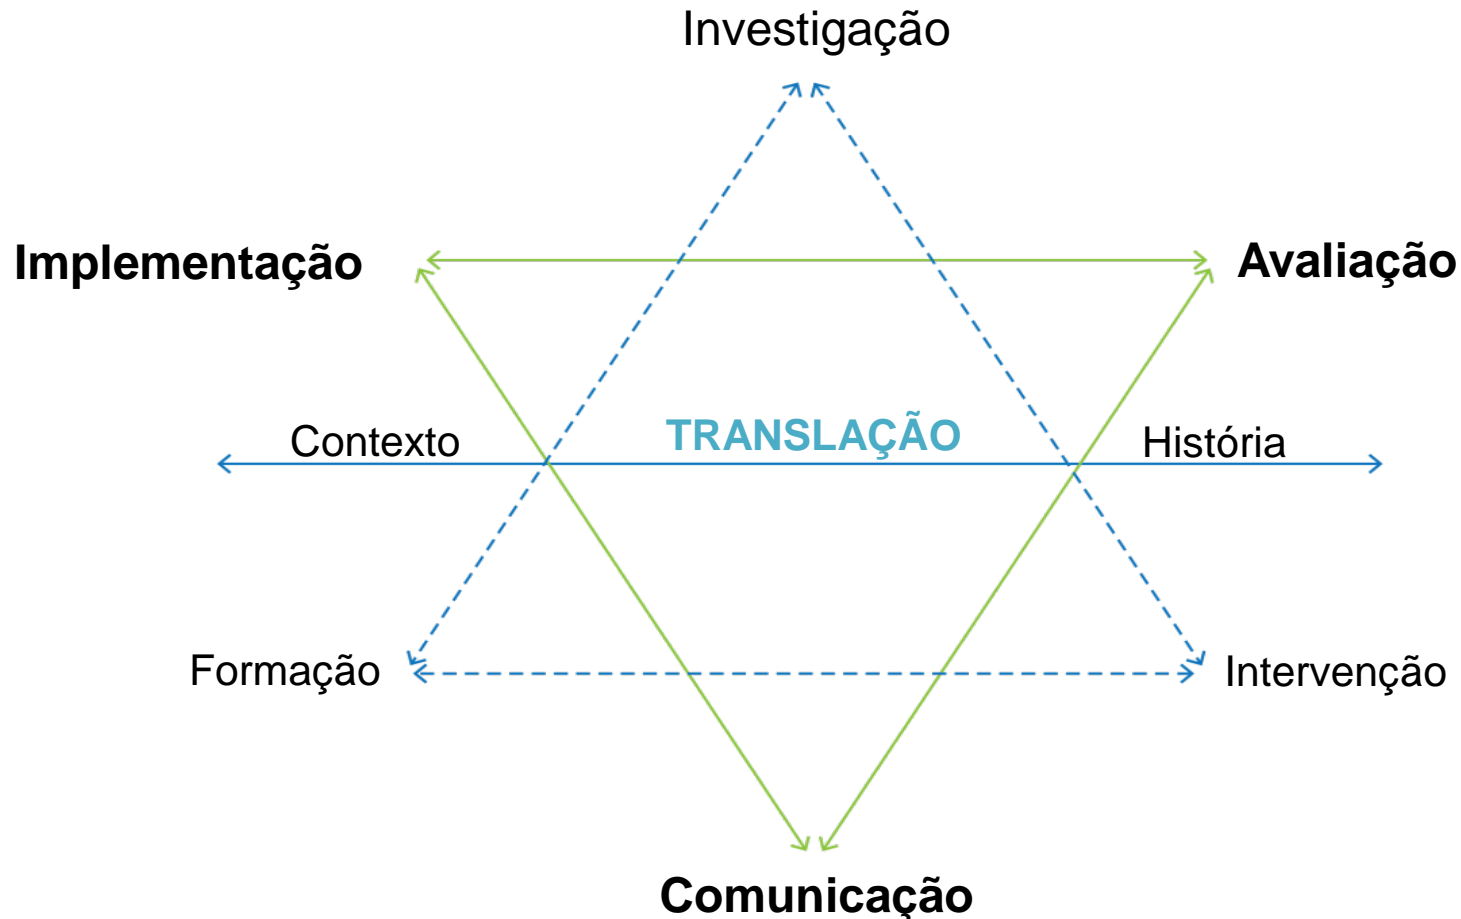 Investigação
Implementação
Avaliação
Contexto
TRANSLAÇÃO
História
Formação
Intervenção
Comunicação